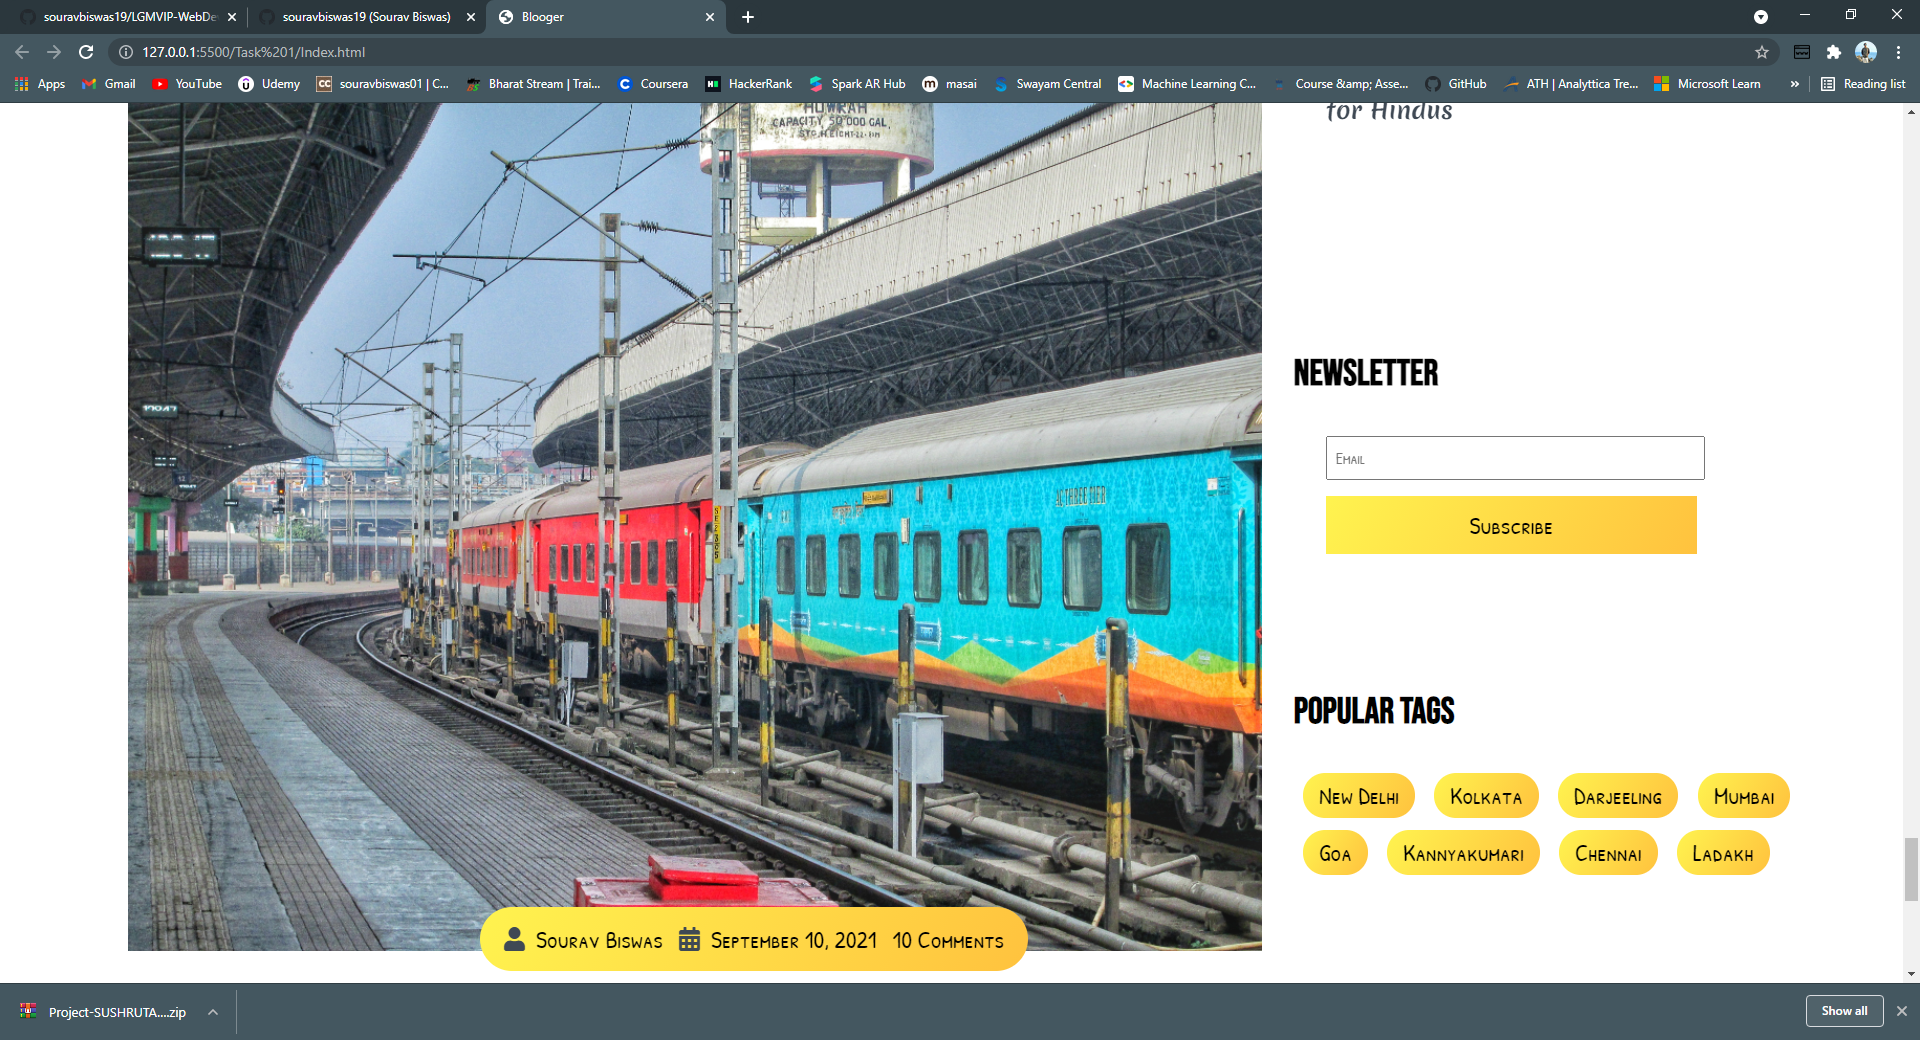 souravbiswas19/LGMVIP-WebDe
souravbiswas19 (Sourav Biswas)
Blooger
127.0.0.1:5500/Task%201/Index.html
Apps
Gmail
YouTube
Udemy
souravbiswas01 | C...
Bharat Stream | Trai...
Coursera
HackerRank
Spark AR Hub
masai
Swayam Central
Machine Learning C...
Course &amp; Asse...
GitHub
ATH | Analyttica Tre...
Microsoft Learn
»
Reading list
HOWRAH
CAPACITY 50 000 GAL.
for Hindus
NEWSLETTER
Email
Subscribe
POPULAR TAGS
New Delhi
Kolkata
Darjeeling
Mumbai
Goa
Kannyakumari
Chennai
Ladakh
Sourav Biswas September 10, 2021 10 Comments
Project-SUSHRUTA....zip
Show all